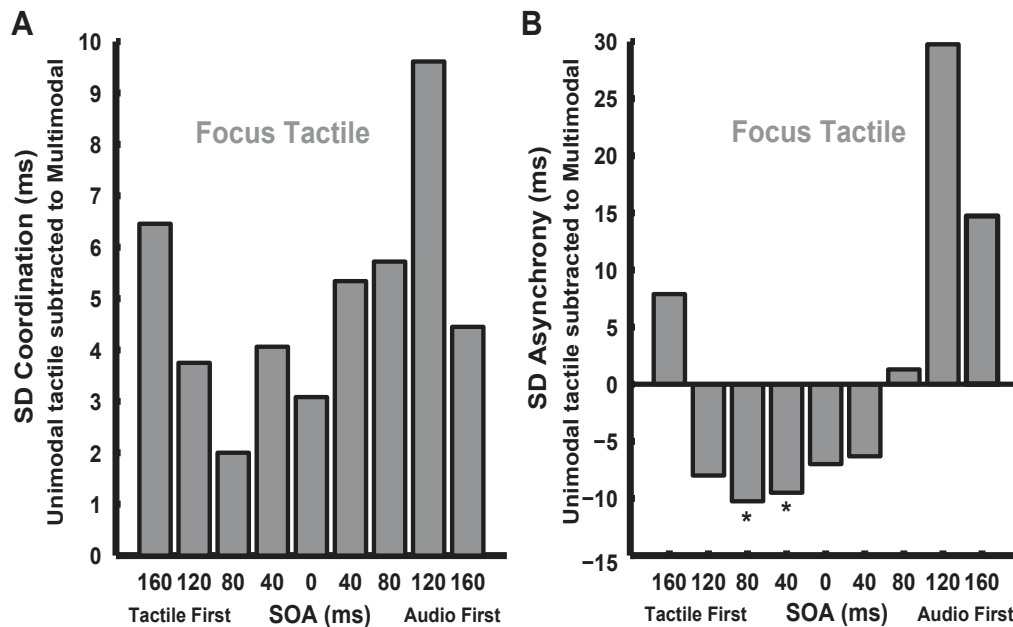 A
SD Coordination (ms)
Unimodal tactile subtracted to Multimodal
10
9
8
7
6
5
4
3
2
1
0
Focus Tactile
160 120 80 40 0 40 80 120 160
Tactile First SOA (ms) Audio First
B
SD Asynchrony (ms)
Unimodal tactile subtracted to Multimodal
30
25
20
15
10
5
0
−5
−10
−15
Focus Tactile
* *
160 120 80 40 0 40 80 120 160
Tactile First SOA (ms) Audio First